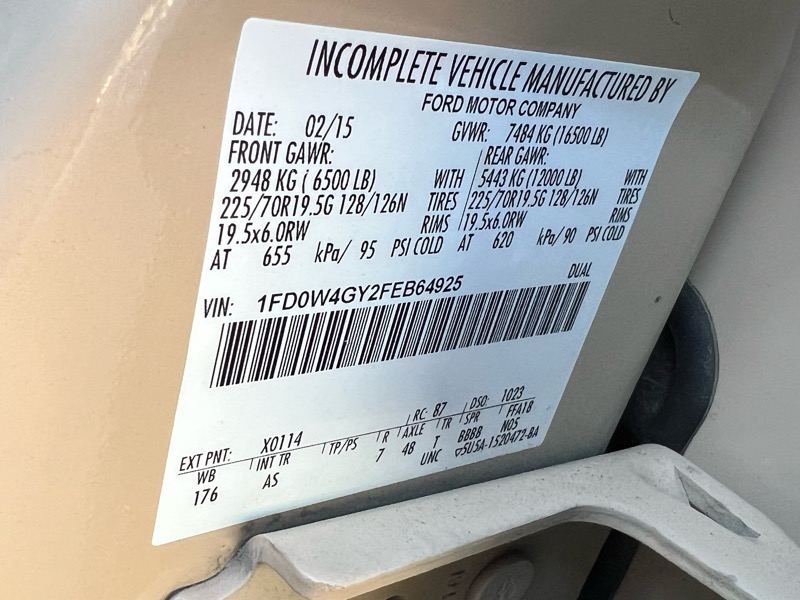 INCOMPLETE VEHICLE MANUFACTURED BY
FORD MOTOR COMPANY
DATE: 02/15 GVWR: 7484 KG (16500 LB)
FRONT GAWR: REAR GAWR:
2948 KG ( 6500 LB) WITH 5443 KG (12000 LB) WITH
225/70R19.5G 128/126N TIRES 225/70R19.5G 128/126N TIRES
19.5x6.0RW RIMS 19.5x6.0RW RIMS
AT 655 kPa/ 95 PSI COLD AT 620 kPa/ 90 PSI COLD
DUAL
VIN: 1FD0W4GY2FEB64925
EXT PNT: X0114 RC: 87 DSO: 1023
WB INT TR TP/PS R AXLE TR SPR FFA18
176 AS 7 48 T BBBB N05
UNC 5U5A-1520472-BA